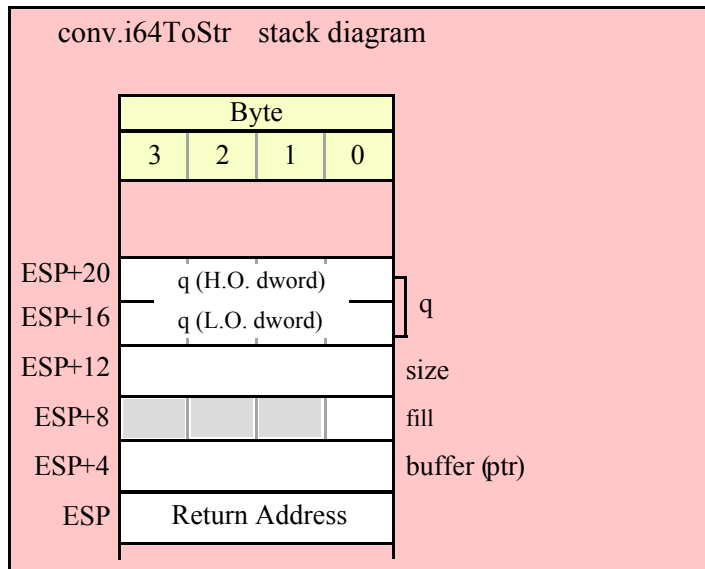 conv.i64ToStr stack diagram
Byte
3 2 1 0
ESP+20 q (H.O. dword)
q
ESP+16 q (L.O. dword)
ESP+12 size
ESP+8 fill
ESP+4 buffer (ptr)
ESP Return Address